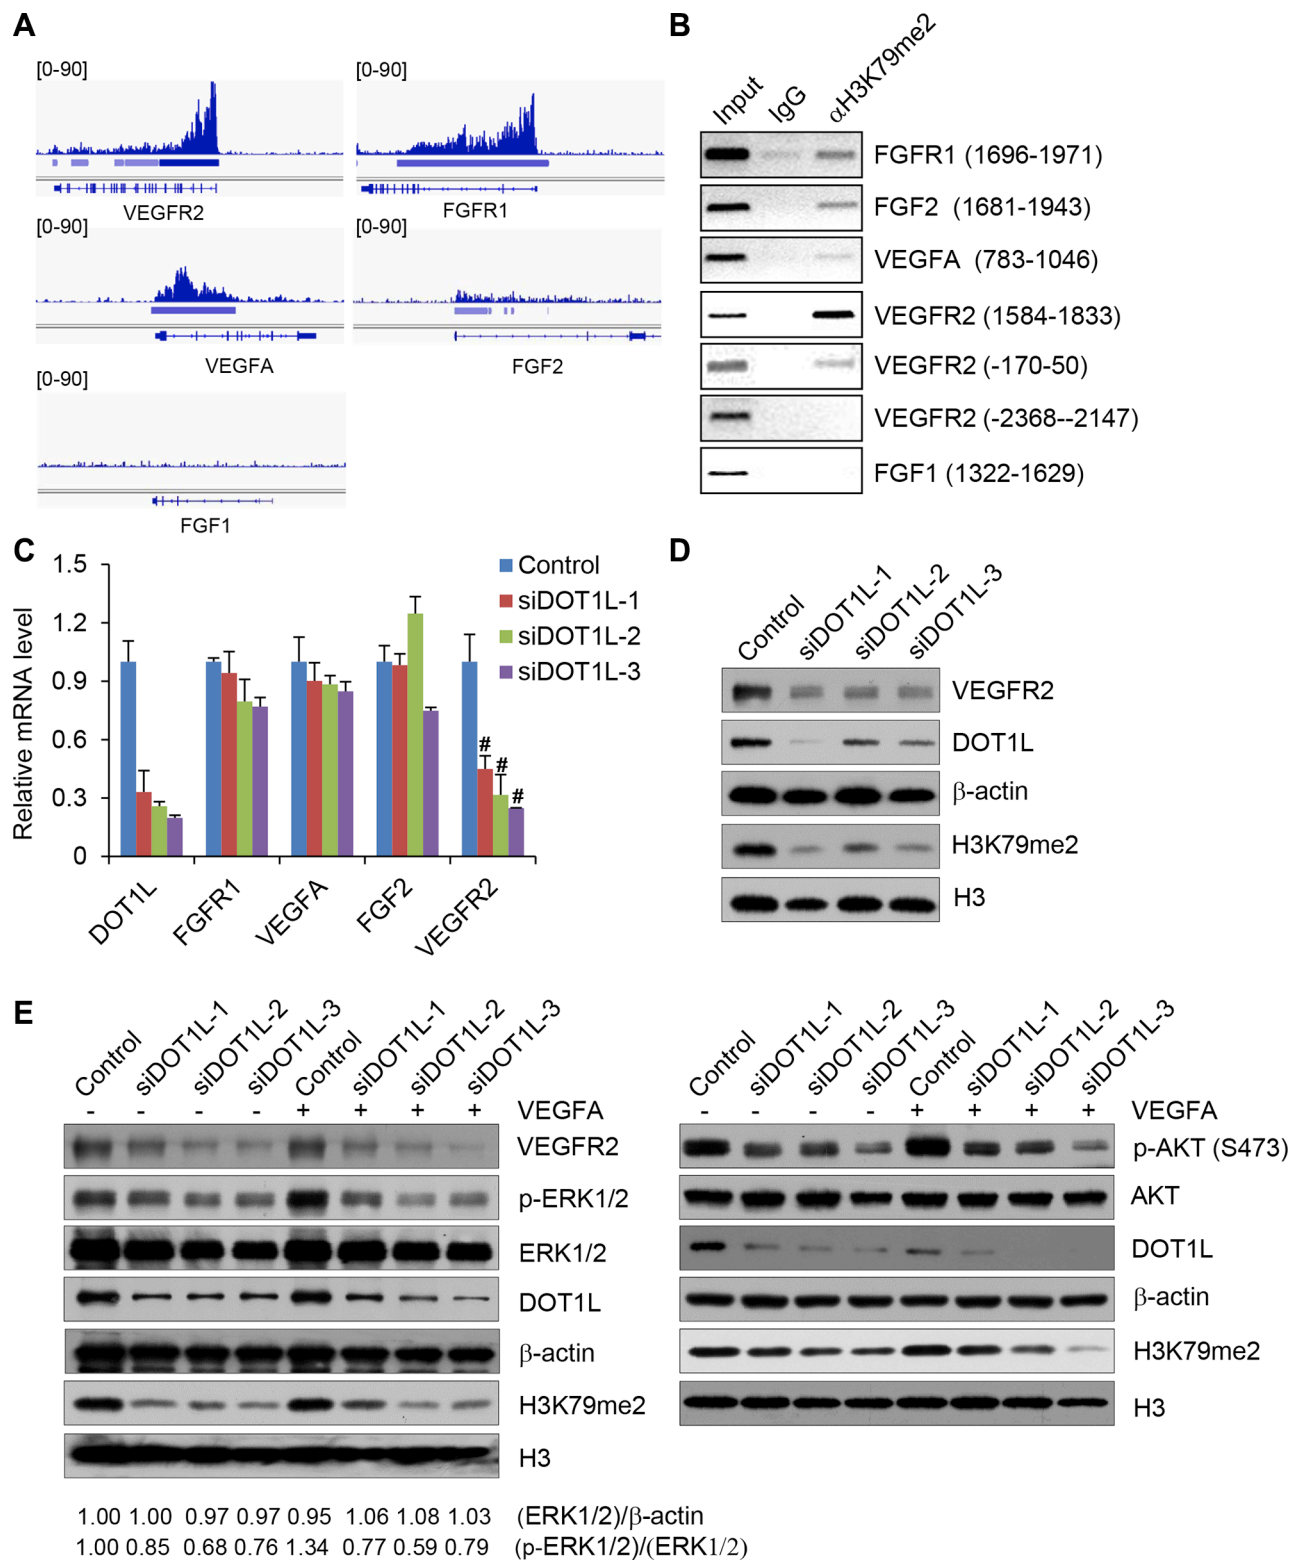 A
[0-90]
[0-90]
VEGFR2
FGFR1
[0-90]
[0-90]
VEGFA
FGF2
[0-90]
FGF1
B
Input
IgG
αH3K79me2
FGFR1 (1696-1971)
FGF2 (1681-1943)
VEGFA (783-1046)
VEGFR2 (1584-1833)
VEGFR2 (-170-50)
VEGFR2 (-2368--2147)
FGF1 (1322-1629)
C
Relative mRNA level
1.5
1.2
0.9
0.6
0.3
0
Control
siDOT1L-1
siDOT1L-2
siDOT1L-3
# # #
DOT1L
FGFR1
VEGFA
FGF2
VEGFR2
D
Control
siDOT1L-1
siDOT1L-2
siDOT1L-3
VEGFR2
DOT1L
β-actin
H3K79me2
H3
E
Control
siDOT1L-1
siDOT1L-2
siDOT1L-3
Control
siDOT1L-1
siDOT1L-2
siDOT1L-3
- - - - + + + + VEGFA
VEGFR2
p-ERK1/2
ERK1/2
DOT1L
β-actin
H3K79me2
H3
1.00 1.00 0.97 0.97 0.95 1.06 1.08 1.03 (ERK1/2)/β-actin
1.00 0.85 0.68 0.76 1.34 0.77 0.59 0.79 (p-ERK1/2)/(ERK1/2)
Control
siDOT1L-1
siDOT1L-2
siDOT1L-3
Control
siDOT1L-1
siDOT1L-2
siDOT1L-3
- - - - + + + + VEGFA
p-AKT (S473)
AKT
DOT1L
β-actin
H3K79me2
H3